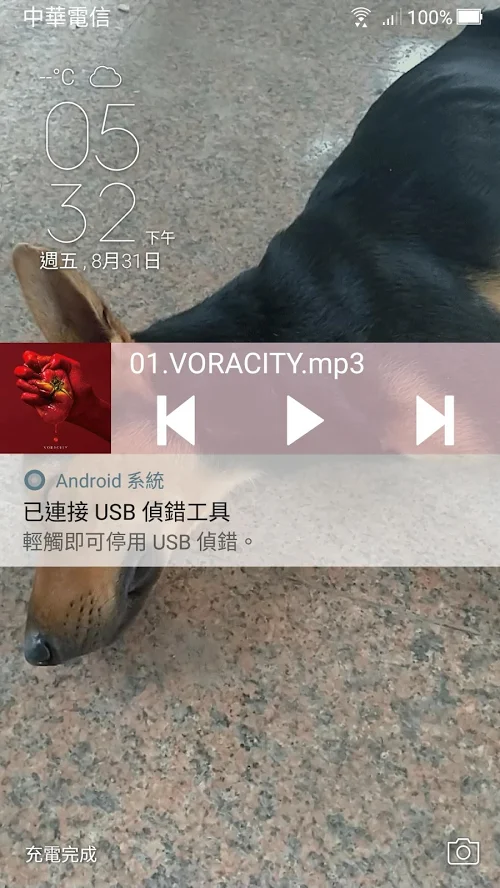 中華電信
100%
--°C
05
32 下午
週五 , 8月31日
01.VORACITY.mp3
VORACITY
Android 系統
已連接 USB 偵錯工具
輕觸即可停用 USB 偵錯。
充電完成